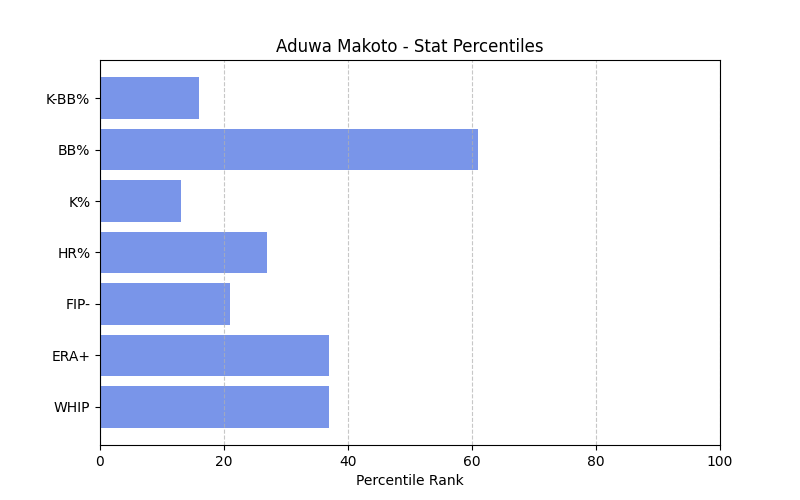 Aduwa Makoto - Stat Percentiles
K-BB%
BB%
K%
HR%
FIP-
ERA+
WHIP
0 20 40 60 80 100
Percentile Rank